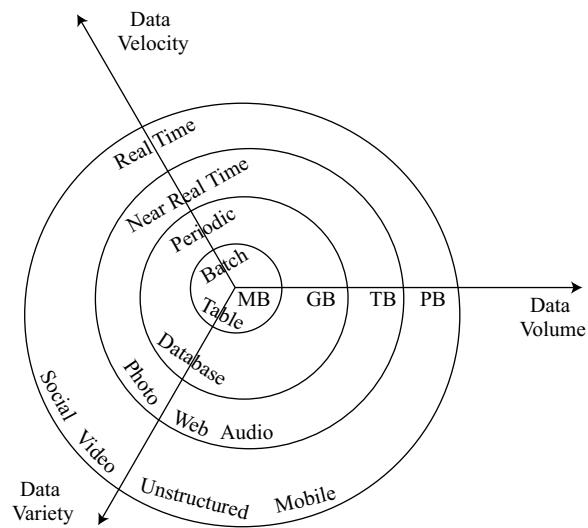 Data
Velocity
Real Time
Near Real Time
Periodic
Batch
MB GB TB PB
Data
Volume
Table
Database
Photo Web Audio
Social Video Unstructured Mobile
Data
Variety